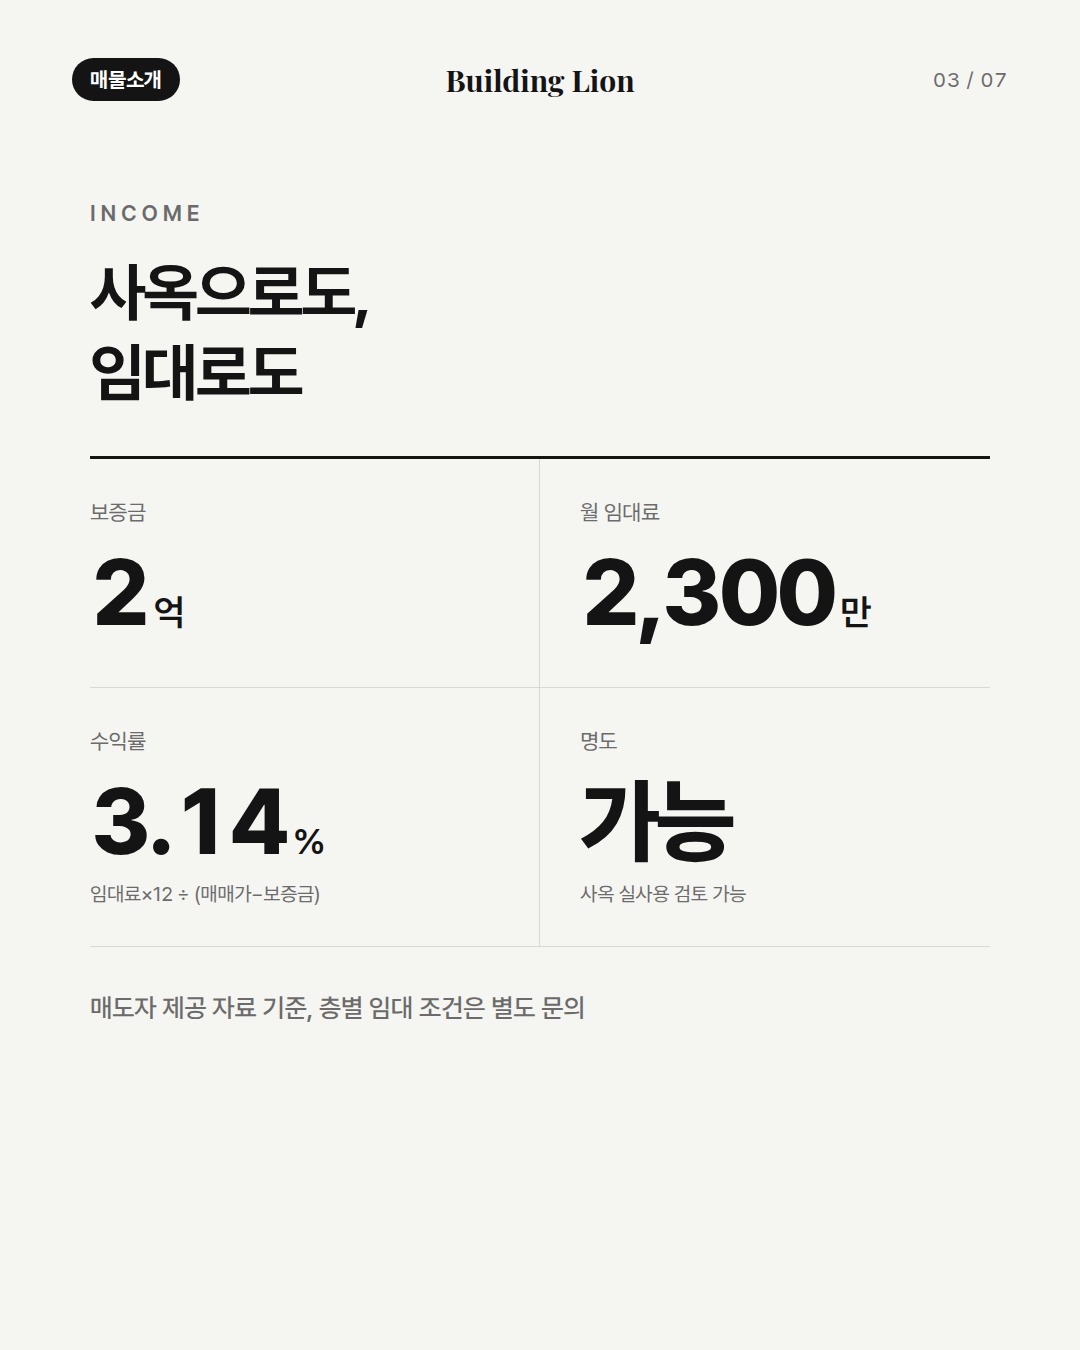 매물소개
Building Lion
03 / 07
INCOME
사옥으로도,
임대로도
보증금
2억
월 임대료
2,300만
수익률
3.14%
임대료×12 ÷ (매매가−보증금)
명도
가능
사옥 실사용 검토 가능
매도자 제공 자료 기준, 층별 임대 조건은 별도 문의